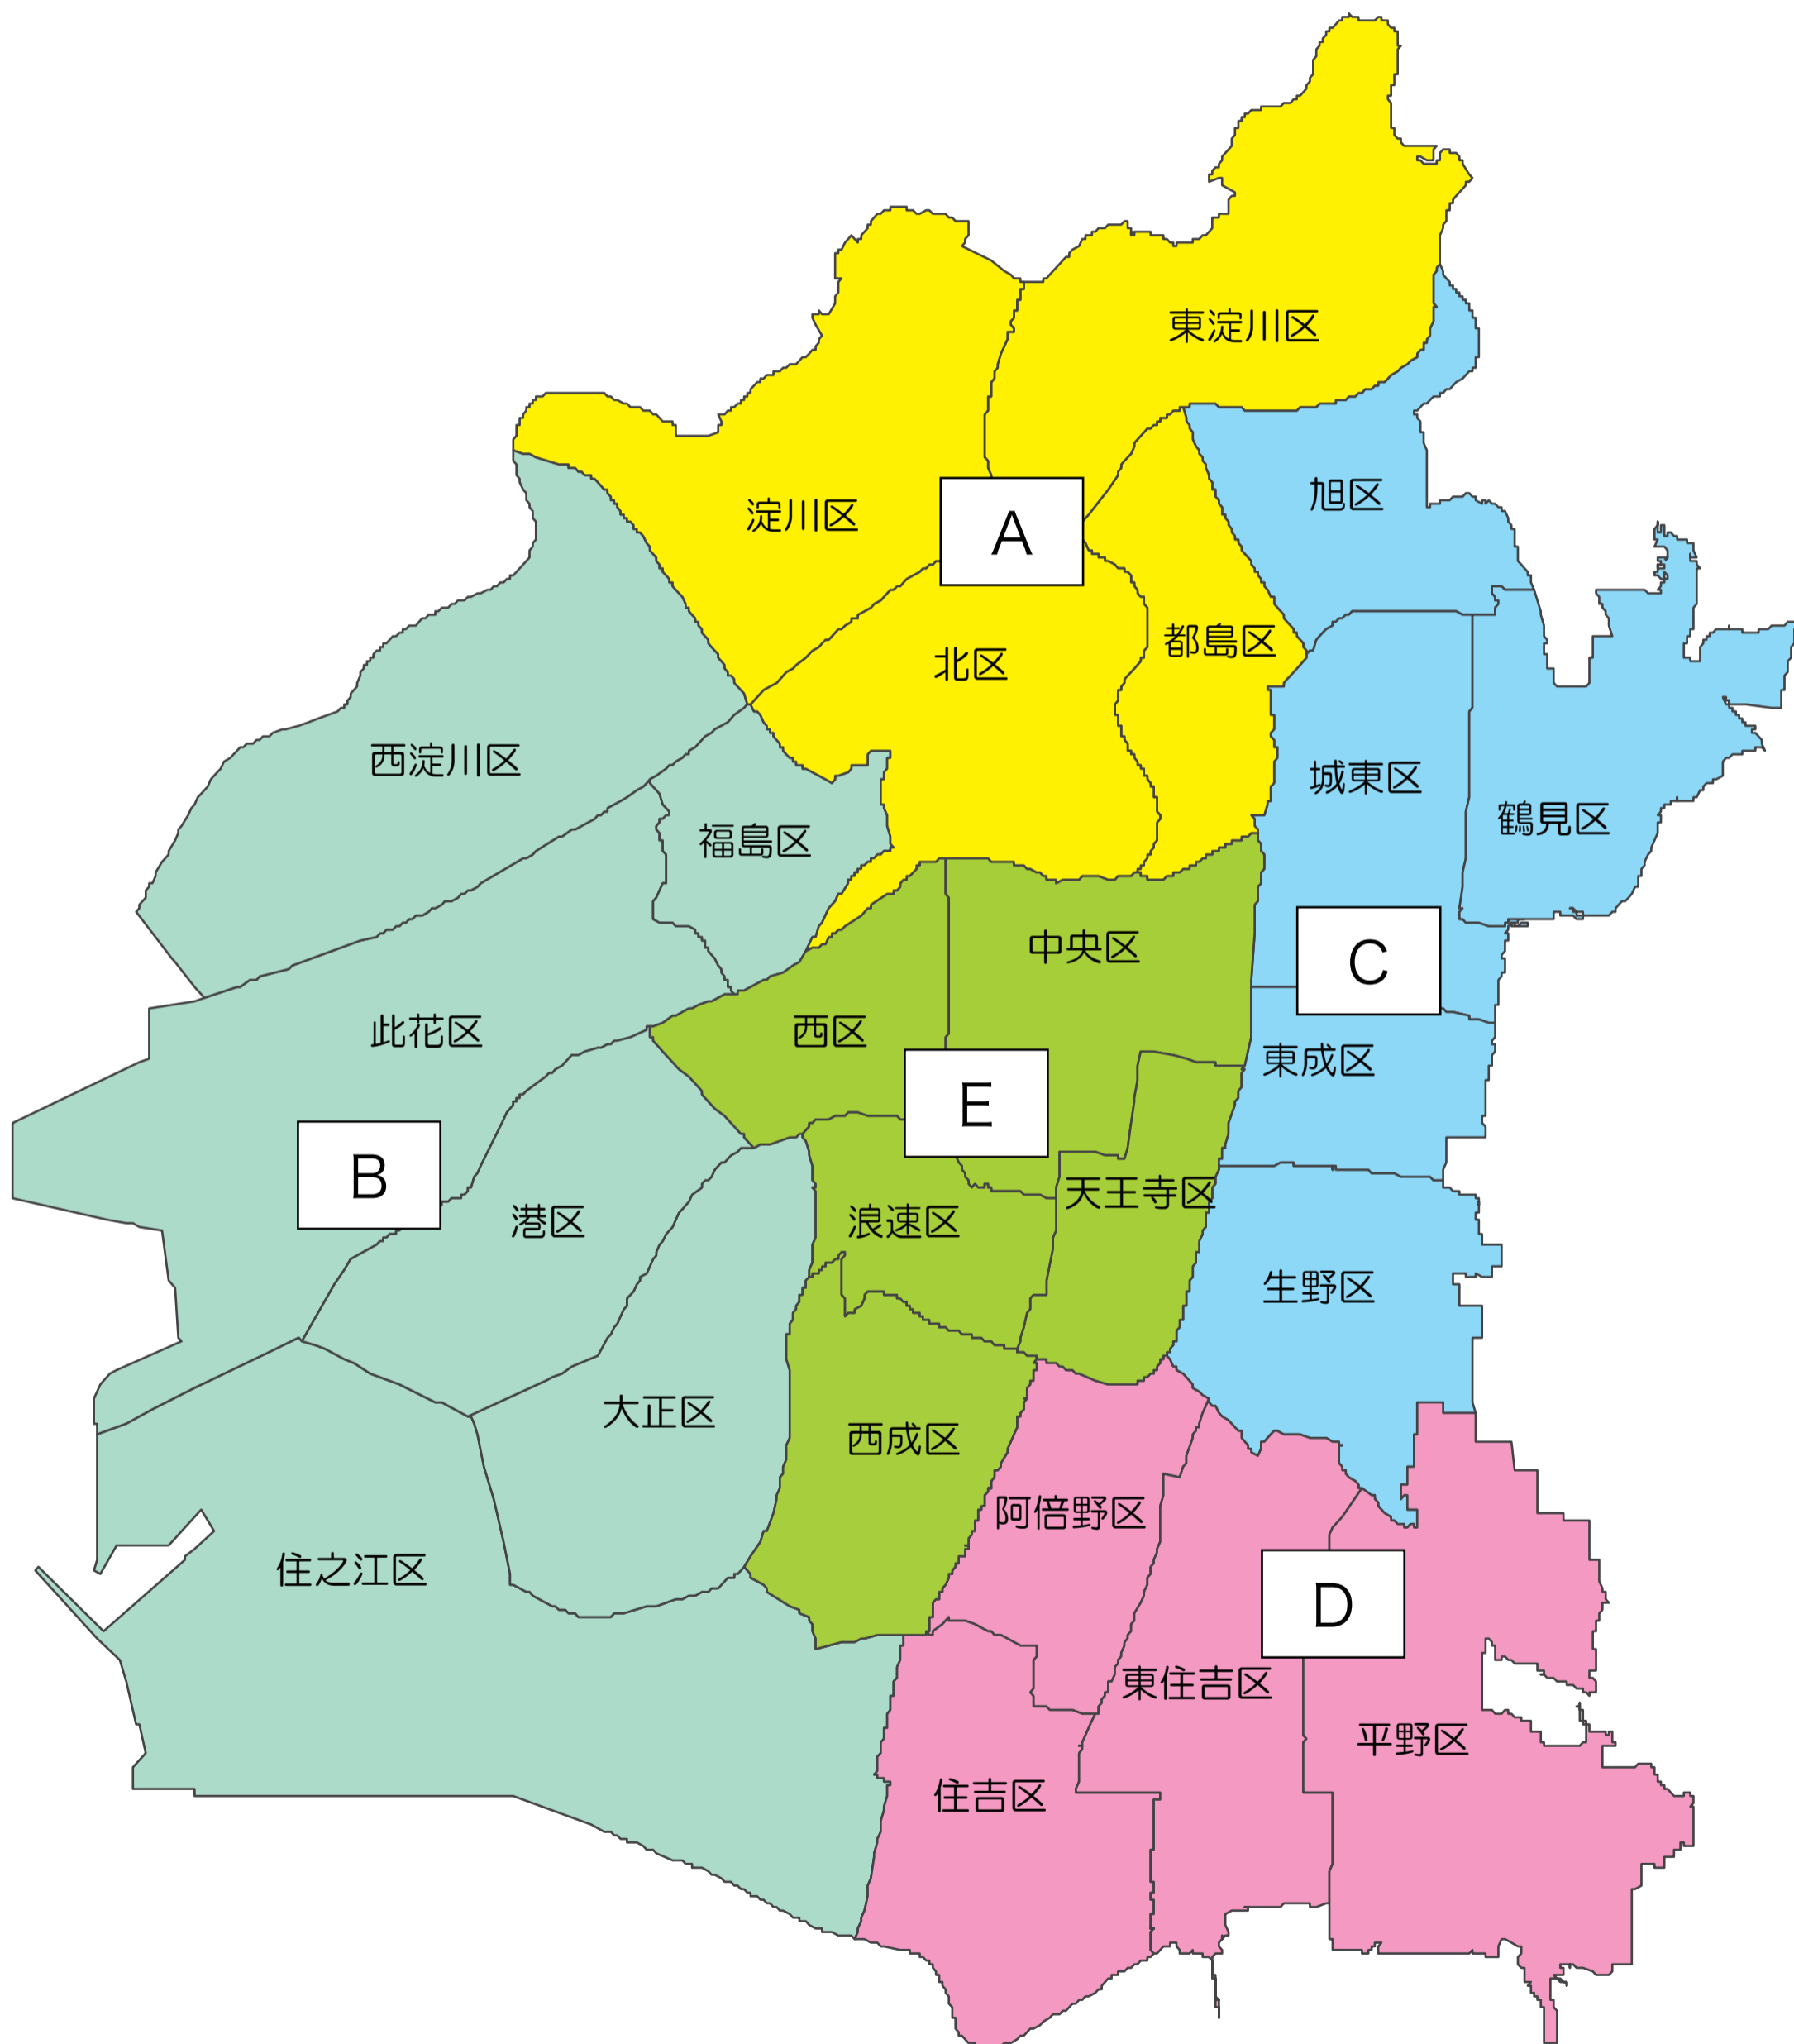 東淀川区
旭区
淀川区
A
都島区
北区
西淀川区
城東区
鶴見区
福島区
中央区
C
西区
此花区
東成区
E
B
天王寺区
浪速区
港区
生野区
大正区
西成区
阿倍野区
住之江区
D
東住吉区
平野区
住吉区